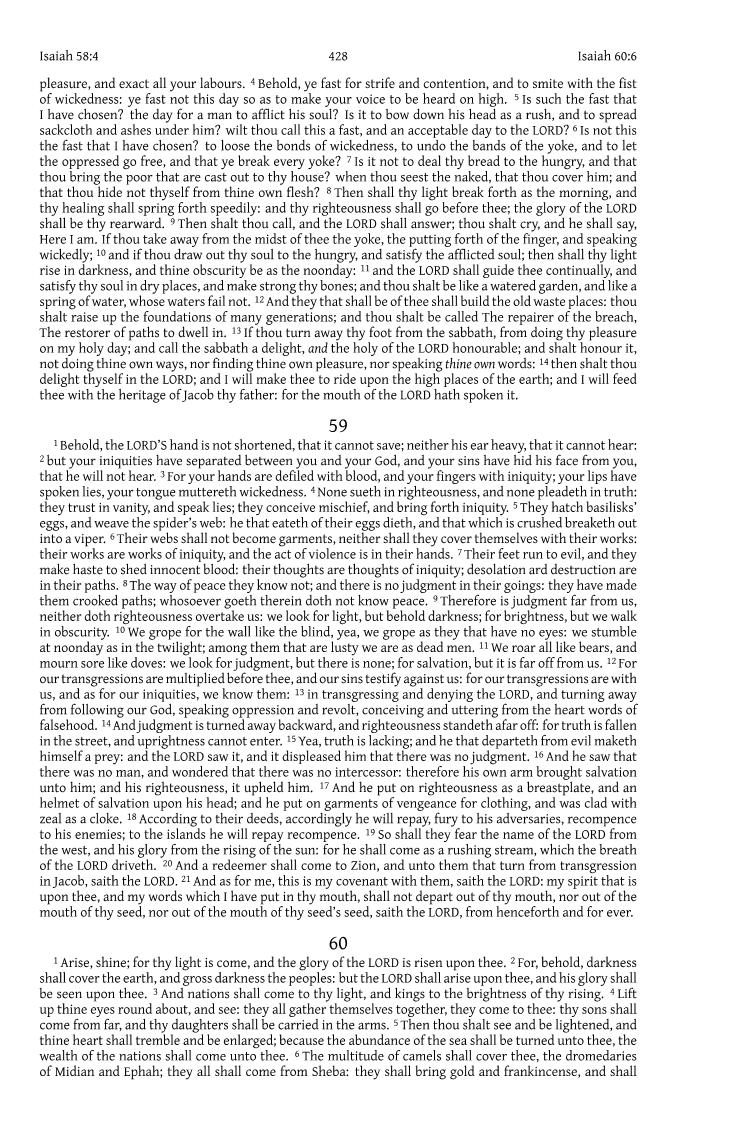 Isaiah 58:4 428 Isaiah 60:6
pleasure, and exact all your labours. 4 Behold, ye fast for strife and contention, and to smite with the fist
of wickedness: ye fast not this day so as to make your voice to be heard on high. 5 Is such the fast that
I have chosen? the day for a man to afflict his soul? Is it to bow down his head as a rush, and to spread
sackcloth and ashes under him? wilt thou call this a fast, and an acceptable day to the LORD? 6 Is not this
the fast that I have chosen? to loose the bonds of wickedness, to undo the bands of the yoke, and to let
the oppressed go free, and that ye break every yoke? 7 Is it not to deal thy bread to the hungry, and that
thou bring the poor that are cast out to thy house? when thou seest the naked, that thou cover him; and
that thou hide not thyself from thine own flesh? 8 Then shall thy light break forth as the morning, and
thy healing shall spring forth speedily: and thy righteousness shall go before thee; the glory of the LORD
shall be thy rearward. 9 Then shalt thou call, and the LORD shall answer; thou shalt cry, and he shall say,
Here I am. If thou take away from the midst of thee the yoke, the putting forth of the finger, and speaking
wickedly; 10 and if thou draw out thy soul to the hungry, and satisfy the afflicted soul; then shall thy light
rise in darkness, and thine obscurity be as the noonday: 11 and the LORD shall guide thee continually, and
satisfy thy soul in dry places, and make strong thy bones; and thou shalt be like a watered garden, and like a
spring of water, whose waters fail not. 12 And they that shall be of thee shall build the old waste places: thou
shalt raise up the foundations of many generations; and thou shalt be called The repairer of the breach,
The restorer of paths to dwell in. 13 If thou turn away thy foot from the sabbath, from doing thy pleasure
on my holy day; and call the sabbath a delight, and the holy of the LORD honourable; and shalt honour it,
not doing thine own ways, nor finding thine own pleasure, nor speaking thine own words: 14 then shalt thou
delight thyself in the LORD; and I will make thee to ride upon the high places of the earth; and I will feed
thee with the heritage of Jacob thy father: for the mouth of the LORD hath spoken it.
59
1 Behold, the LORD'S hand is not shortened, that it cannot save; neither his ear heavy, that it cannot hear:
2 but your iniquities have separated between you and your God, and your sins have hid his face from you,
that he will not hear. 3 For your hands are defiled with blood, and your fingers with iniquity; your lips have
spoken lies, your tongue muttereth wickedness. 4 None sueth in righteousness, and none pleadeth in truth:
they trust in vanity, and speak lies; they conceive mischief, and bring forth iniquity. 5 They hatch basilisks'
eggs, and weave the spider's web: he that eateth of their eggs dieth, and that which is crushed breaketh out
into a viper. 6 Their webs shall not become garments, neither shall they cover themselves with their works:
their works are works of iniquity, and the act of violence is in their hands. 7 Their feet run to evil, and they
make haste to shed innocent blood: their thoughts are thoughts of iniquity; desolation ard destruction are
in their paths. 8 The way of peace they know not; and there is no judgment in their goings: they have made
them crooked paths; whosoever goeth therein doth not know peace. 9 Therefore is judgment far from us,
neither doth righteousness overtake us: we look for light, but behold darkness; for brightness, but we walk
in obscurity. 10 We grope for the wall like the blind, yea, we grope as they that have no eyes: we stumble
at noonday as in the twilight; among them that are lusty we are as dead men. 11 We roar all like bears, and
mourn sore like doves: we look for judgment, but there is none; for salvation, but it is far off from us. 12 For
our transgressions are multiplied before thee, and our sins testify against us: for our transgressions are with
us, and as for our iniquities, we know them: 13 in transgressing and denying the LORD, and turning away
from following our God, speaking oppression and revolt, conceiving and uttering from the heart words of
falsehood. 14 And judgment is turned away backward, and righteousness standeth afar off: for truth is fallen
in the street, and uprightness cannot enter. 15 Yea, truth is lacking; and he that departeth from evil maketh
himself a prey: and the LORD saw it, and it displeased him that there was no judgment. 16 And he saw that
there was no man, and wondered that there was no intercessor: therefore his own arm brought salvation
unto him; and his righteousness, it upheld him. 17 And he put on righteousness as a breastplate, and an
helmet of salvation upon his head; and he put on garments of vengeance for clothing, and was clad with
zeal as a cloke. 18 According to their deeds, accordingly he will repay, fury to his adversaries, recompence
to his enemies; to the islands he will repay recompence. 19 So shall they fear the name of the LORD from
the west, and his glory from the rising of the sun: for he shall come as a rushing stream, which the breath
of the LORD driveth. 20 And a redeemer shall come to Zion, and unto them that turn from transgression
in Jacob, saith the LORD. 21 And as for me, this is my covenant with them, saith the LORD: my spirit that is
upon thee, and my words which I have put in thy mouth, shall not depart out of thy mouth, nor out of the
mouth of thy seed, nor out of the mouth of thy seed's seed, saith the LORD, from henceforth and for ever.
60
1 Arise, shine; for thy light is come, and the glory of the LORD is risen upon thee. 2 For, behold, darkness
shall cover the earth, and gross darkness the peoples: but the LORD shall arise upon thee, and his glory shall
be seen upon thee. 3 And nations shall come to thy light, and kings to the brightness of thy rising. 4 Lift
up thine eyes round about, and see: they all gather themselves together, they come to thee: thy sons shall
come from far, and thy daughters shall be carried in the arms. 5 Then thou shalt see and be lightened, and
thine heart shall tremble and be enlarged; because the abundance of the sea shall be turned unto thee, the
wealth of the nations shall come unto thee. 6 The multitude of camels shall cover thee, the dromedaries
of Midian and Ephah; they all shall come from Sheba: they shall bring gold and frankincense, and shall